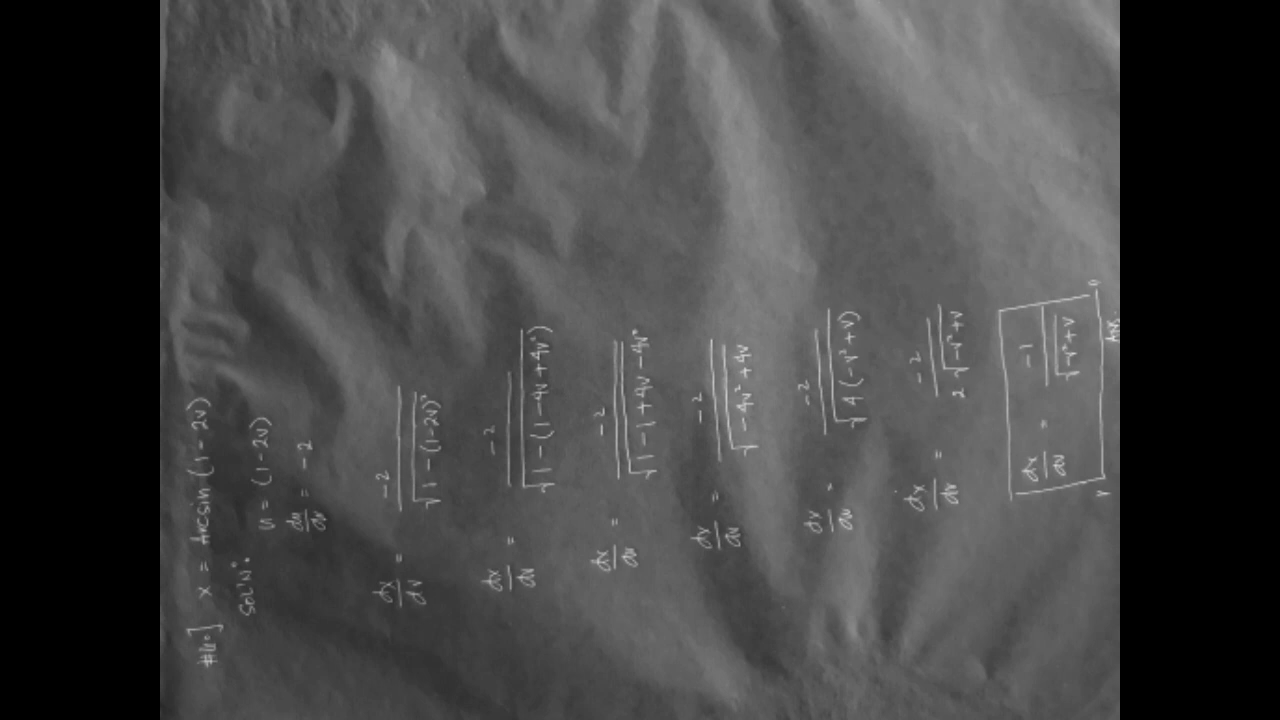 #10.] x = Arcsin (1 - 2v)
Sol'n:
u = (1 - 2v)
du/dv = -2
dx/dv = -2/√(1 - (1-2v)²)
dx/dv = -2/√(1 - (1 - 4v + 4v²))
dx/dv = -2/√(1 - 1 + 4v - 4v²)
dx/dv = -2/√(-4v² + 4v)
dx/dv = -2/√(4(-v² + v))
dx/dv = -2/2√(-v² + v)
dx/dv = -1/√(-v² + v)
Ans.